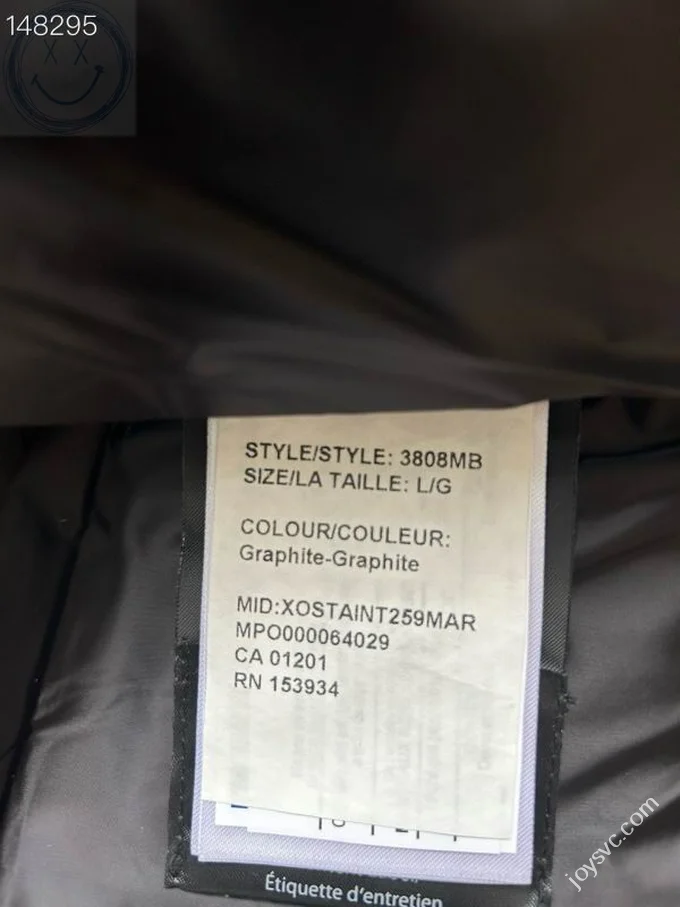 148295
STYLE/STYLE: 3808MB
SIZE/LA TAILLE: L/G
COLOUR/COULEUR:
Graphite-Graphite
MID:XOSTAINT259MAR
MPO000064029
CA 01201
RN 153934
Étiquette d'entretien
joysvc.com